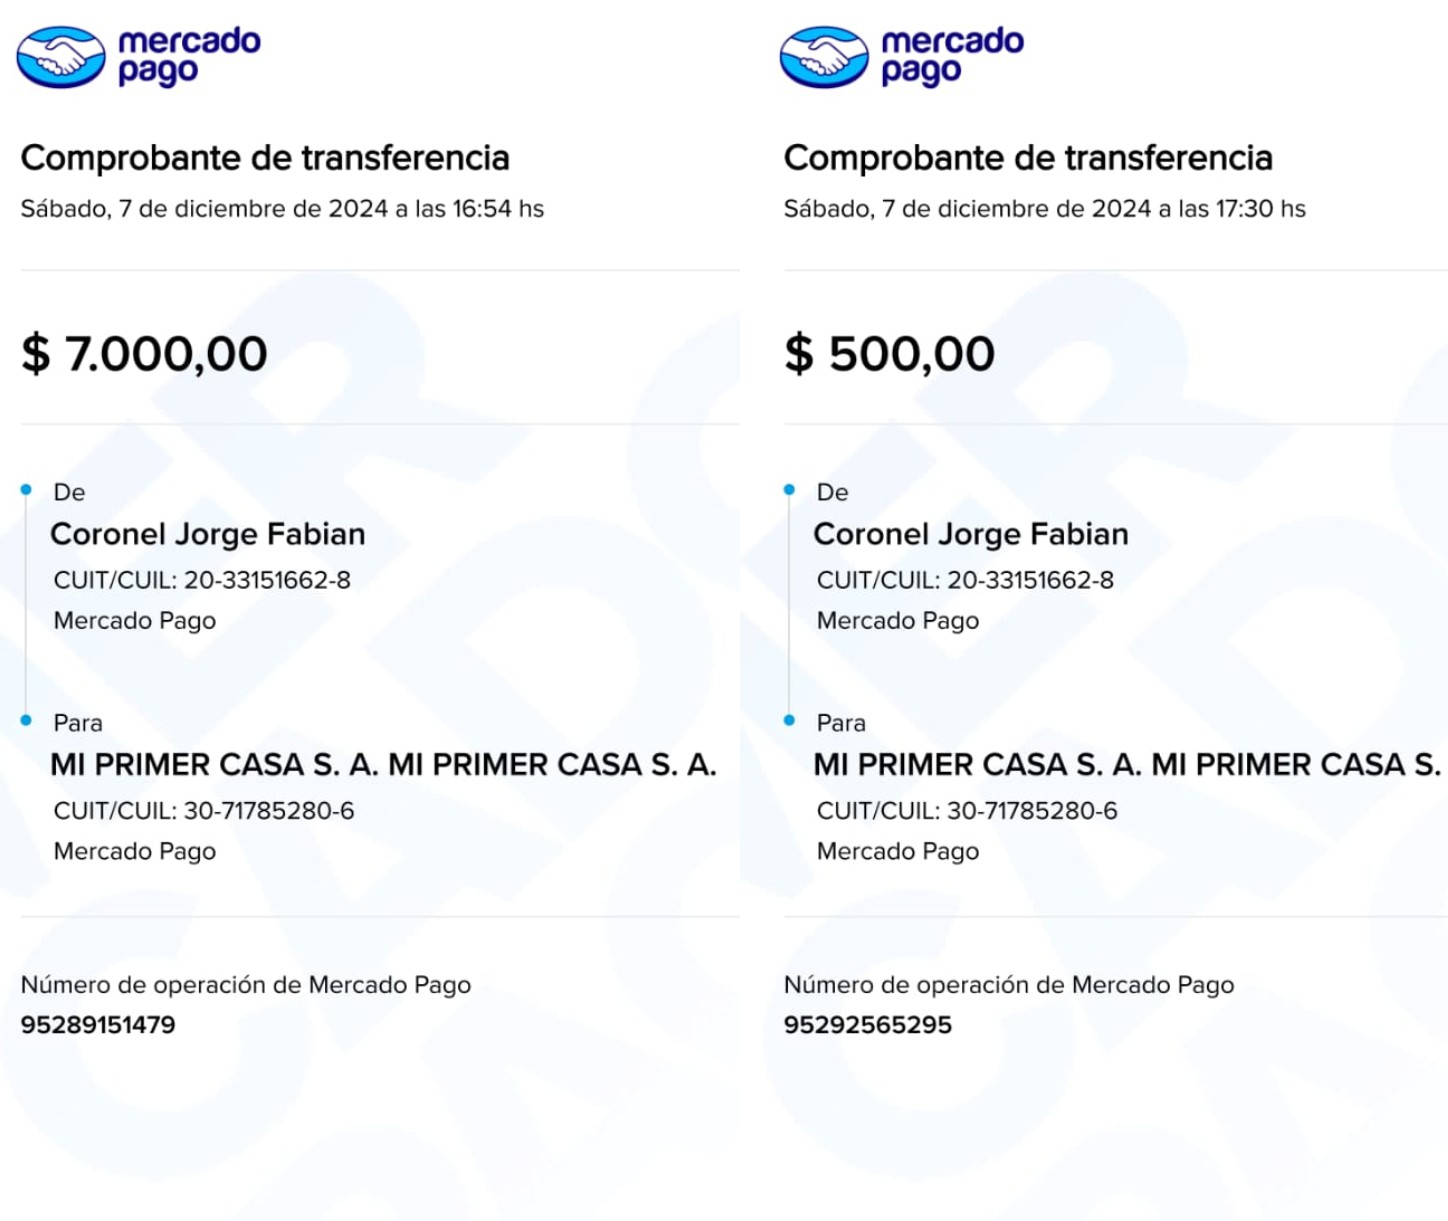 mercado
pago
Comprobante de transferencia
Sábado, 7 de diciembre de 2024 a las 16:54 hs
$ 7.000,00
De
Coronel Jorge Fabian
CUIT/CUIL: 20-33151662-8
Mercado Pago
Para
MI PRIMER CASA S. A. MI PRIMER CASA S. A.
CUIT/CUIL: 30-71785280-6
Mercado Pago
Número de operación de Mercado Pago
95289151479
mercado
pago
Comprobante de transferencia
Sábado, 7 de diciembre de 2024 a las 17:30 hs
$ 500,00
De
Coronel Jorge Fabian
CUIT/CUIL: 20-33151662-8
Mercado Pago
Para
MI PRIMER CASA S. A. MI PRIMER CASA S.
CUIT/CUIL: 30-71785280-6
Mercado Pago
Número de operación de Mercado Pago
95292565295